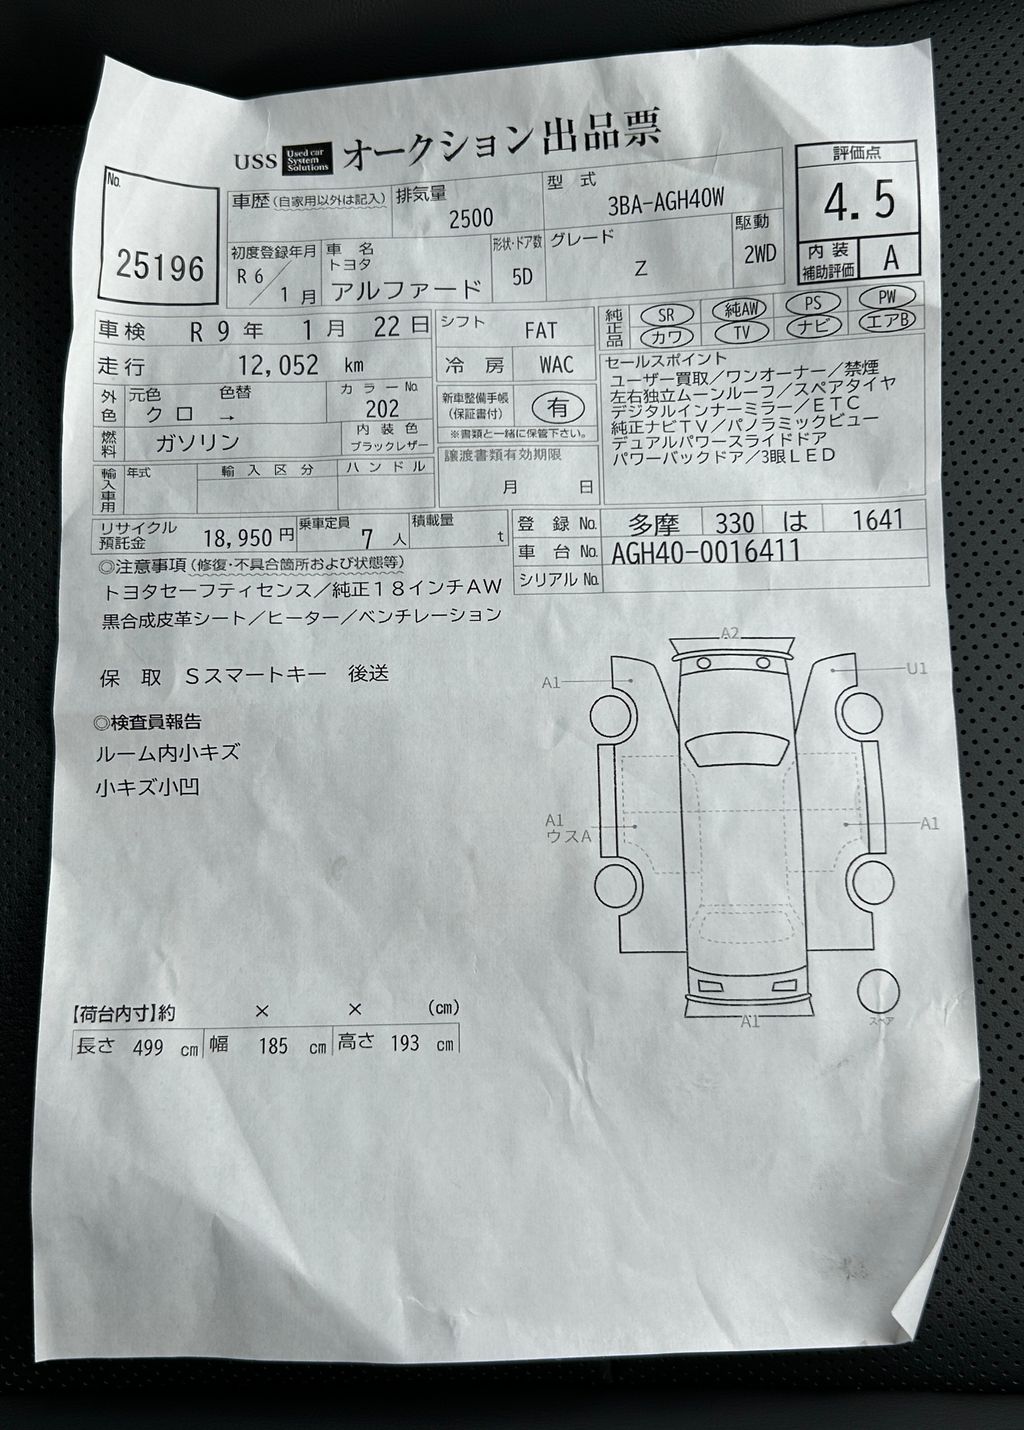 USS Used car System Solutions オークション出品票
No. 25196
車歴(自家用以外は記入) 排気量 2500 型式 3BA-AGH40W
初度登録年月 R6/1月 車名 トヨタ アルファード 形状・ドア数 5D グレード Z 駆動 2WD
評価点 4.5
内装補助評価 A
車検 R9年 1月 22日 シフト FAT
純正品 SR 純AW PS PW
カワ TV ナビ エアB
走行 12,052 km 冷房 WAC
外色 元色 クロ 色替 → カラーNo. 202
燃料 ガソリン 内装色 ブラックレザー
新車整備手帳(保証書付) 有
※書類と一緒に保管下さい。
輸入車用 年式 輸入区分 ハンドル
譲渡書類有効期限
月 日
セールスポイント
ユーザー買取/ワンオーナー/禁煙
左右独立ムーンルーフ/スペアタイヤ
デジタルインナーミラー/ETC
純正ナビTV/パノラミックビュー
デュアルパワースライドドア
パワーバックドア/3眼LED
リサイクル預託金 18,950円 乗車定員 7人 積載量 t
登録No. 多摩 330 は 1641
車台No. AGH40-0016411
シリアルNo.
◎注意事項(修復・不具合箇所および状態等)
トヨタセーフティセンス/純正18インチAW
黒合成皮革シート/ヒーター/ベンチレーション
保 取 Sスマートキー 後送
◎検査員報告
ルーム内小キズ
小キズ小凹
A2
A1 U1
A1 A1
ウスA
A1
スペア
【荷台内寸】約 × × (cm)
長さ 499 cm 幅 185 cm 高さ 193 cm